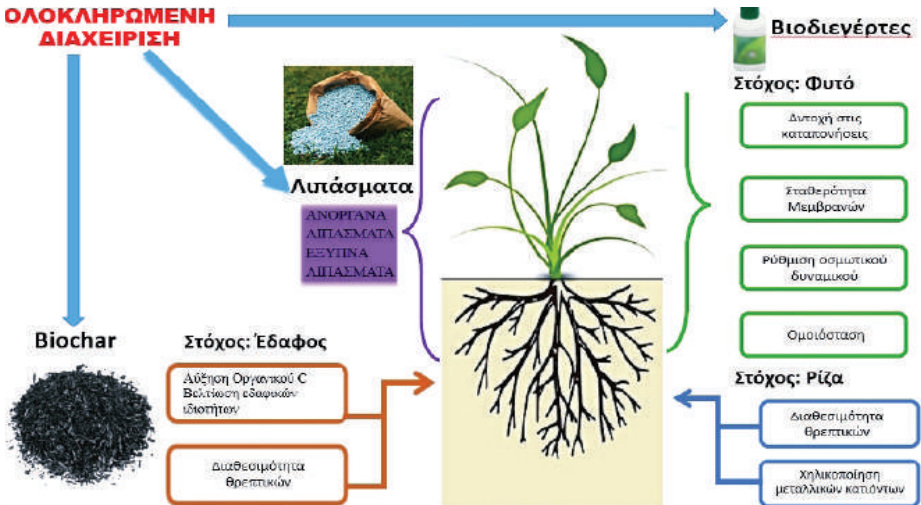 ΟΛΟΚΛΗΡΩΜΕΝΗ
ΔΙΑΧΕΙΡΙΣΗ
Βιοδιεγέρτες
Στόχος: Φυτό
Αντοχή στις
καταπονήσεις
Σταθερότητα
Μεμβρανών
Ρύθμιση οσμωτικού
δυναμικού
Ομοιόσταση
Λιπάσματα
ΑΝΟΡΓΑΝΑ
ΛΙΠΑΣΜΑΤΑ
ΕΞΥΠΝΑ
ΛΙΠΑΣΜΑΤΑ
Biochar
Στόχος: Έδαφος
Αύξηση Οργανικού C
Βελτίωση εδαφικών
ιδιοτήτων
Διαθεσιμότητα
θρεπτικών
Στόχος: Ρίζα
Διαθεσιμότητα
θρεπτικών
Χηλικοποίηση
μεταλλικών κατιόντων